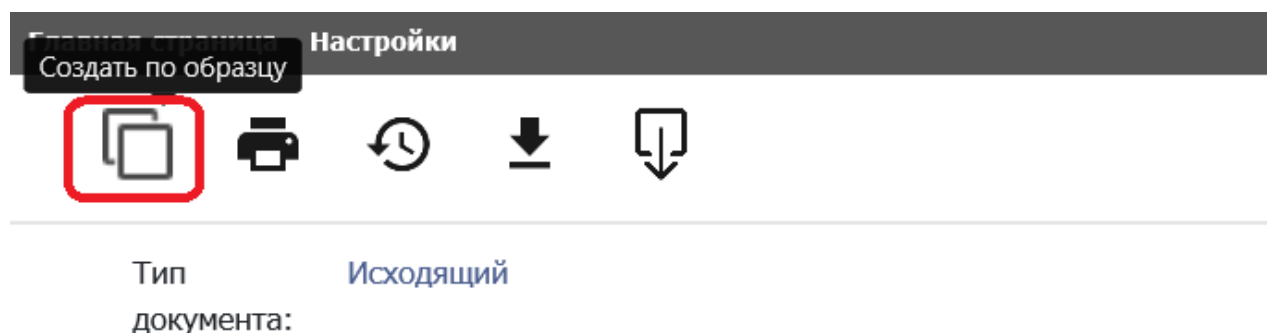 Главная страница Настройки
Создать по образцу
Тип Исходящий
документа: